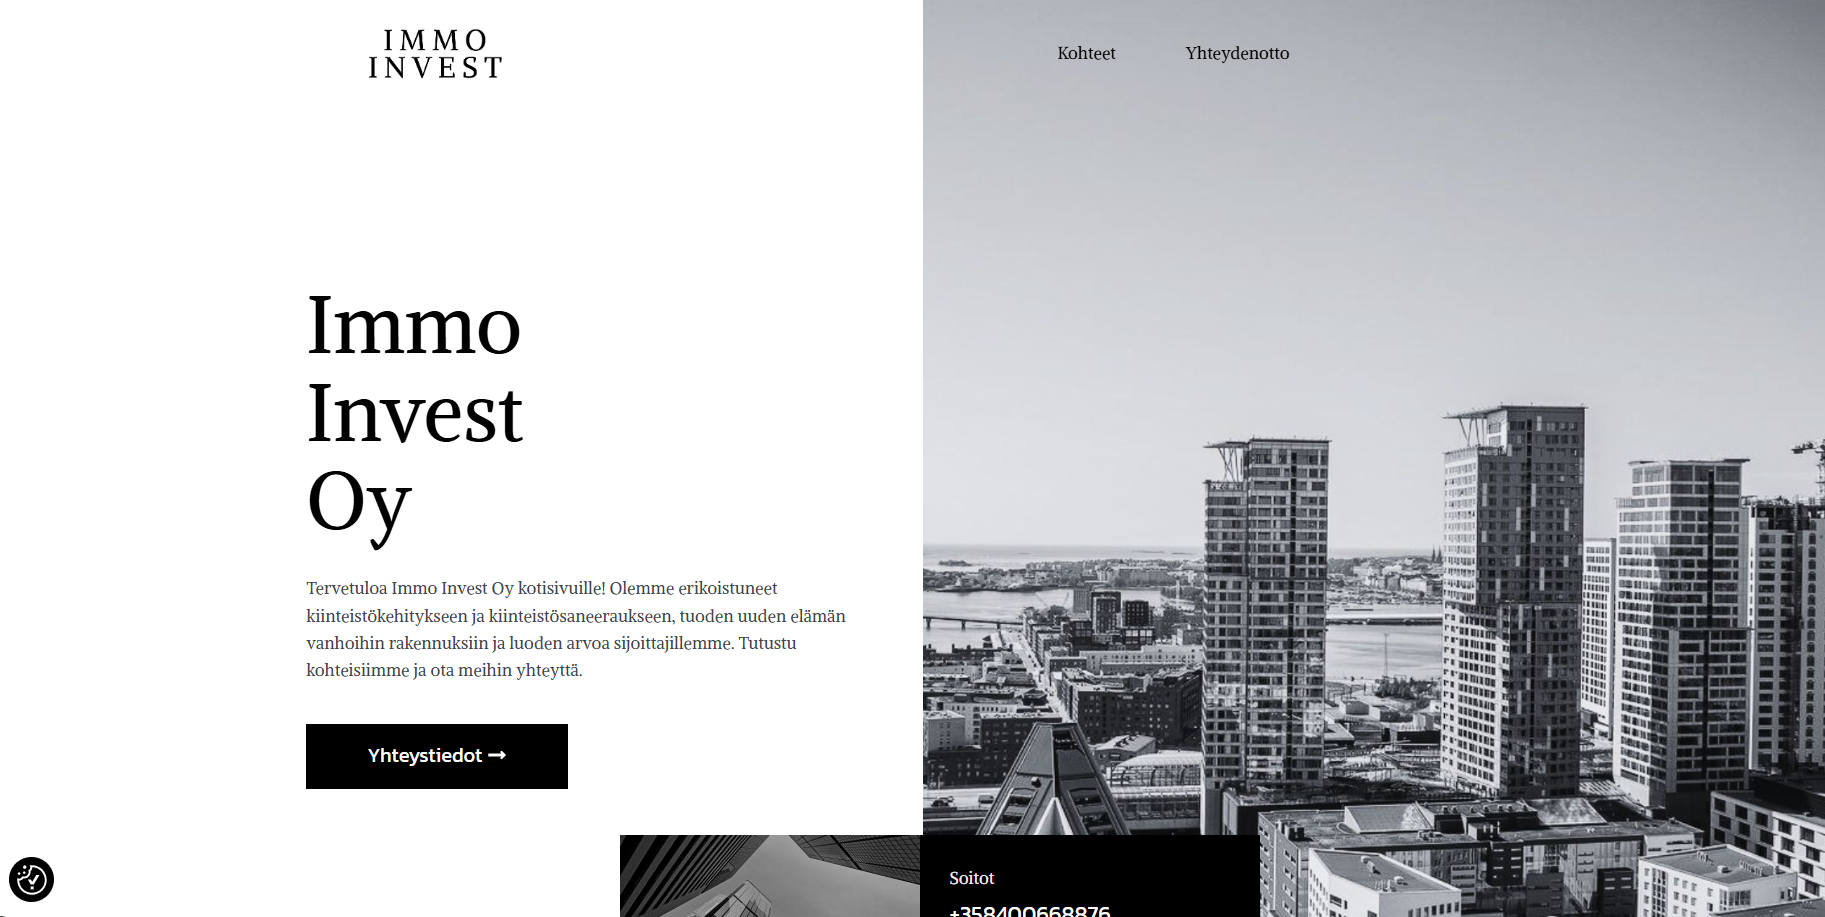 IMMO
INVEST
Kohteet
Yhteydenotto
Immo
Invest
Oy
Tervetuloa Immo Invest Oy kotisivuille! Olemme erikoistuneet
kiinteistökehitykseen ja kiinteistösaneeraukseen, tuoden uuden elämän
vanhoihin rakennuksiin ja luoden arvoa sijoittajillemme. Tutustu
kohteisiimme ja ota meihin yhteyttä.
Yhteystiedot →
Soitot
+358400668876